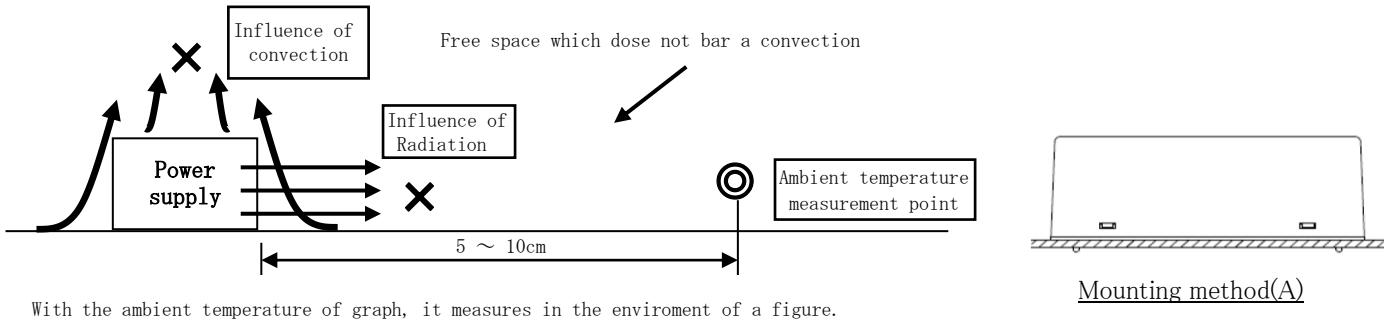 Influence of
convection
Free space which dose not bar a convection
Influence of
Radiation
Power
supply
Ambient temperature
measurement point
5 ～ 10cm
Mounting method(A)
With the ambient temperature of graph, it measures in the enviroment of a figure.